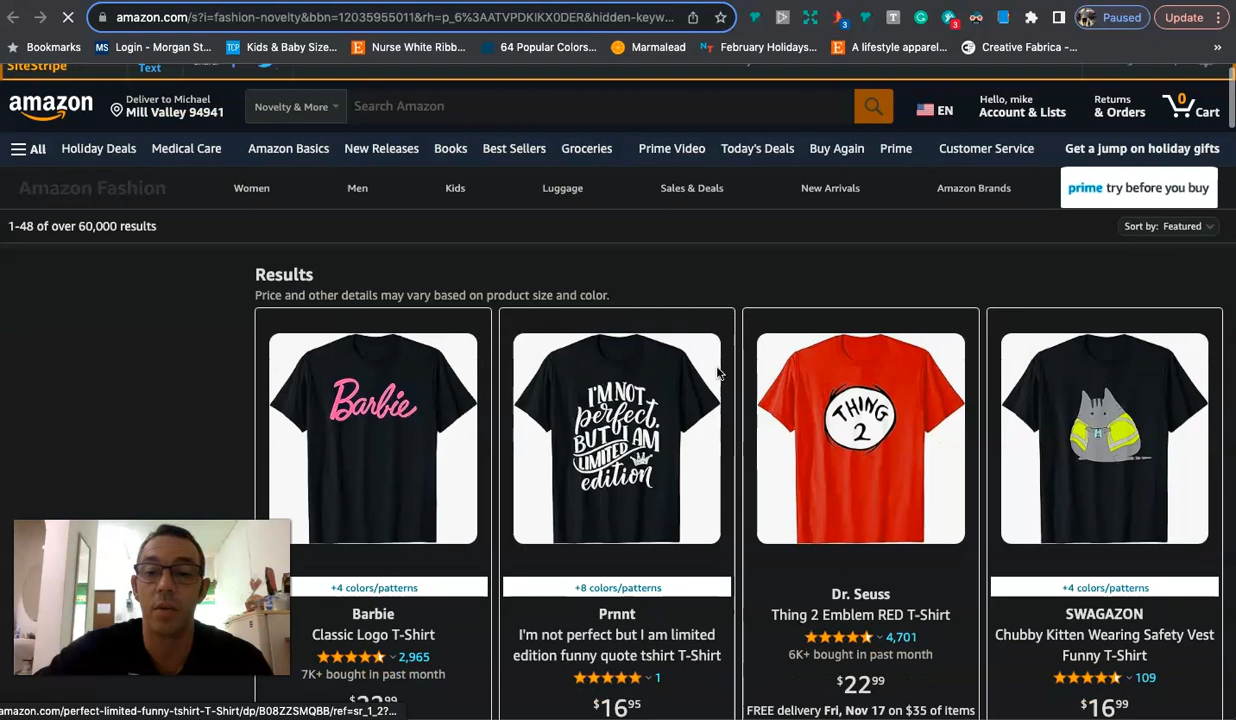 amazon.com/s?i=fashion-novelty&bbn=12035955011&rh=p_6%3AATVPDKIKX0DER&hidden-keyw...
3
3
Paused
Update
Bookmarks
MS Login - Morgan St...
TCP Kids & Baby Size...
E Nurse White Ribb...
64 Popular Colors...
Marmalead
February Holidays...
E A lifestyle apparel...
Creative Fabrica -...
»
SiteStripe
Text
amazon
Deliver to Michael
Mill Valley 94941
Novelty & More
Search Amazon
EN
Hello, mike
Account & Lists
Returns
& Orders
0
Cart
All
Holiday Deals
Medical Care
Amazon Basics
New Releases
Books
Best Sellers
Groceries
Prime Video
Today's Deals
Buy Again
Prime
Customer Service
Get a jump on holiday gifts
Amazon Fashion
Women
Men
Kids
Luggage
Sales & Deals
New Arrivals
Amazon Brands
prime try before you buy
1-48 of over 60,000 results
Sort by: Featured
Results
Price and other details may vary based on product size and color.
Barbie
I'M NOT
perfect.
BUT I AM
LIMITED
edition
THING
2
+4 colors/patterns
Barbie
Classic Logo T-Shirt
2,965
7K+ bought in past month
+8 colors/patterns
Prnnt
I'm not perfect but I am limited
edition funny quote tshirt T-Shirt
1
$16 95
Dr. Seuss
Thing 2 Emblem RED T-Shirt
4,701
6K+ bought in past month
$22 99
FREE delivery Fri, Nov 17 on $35 of items
+4 colors/patterns
SWAGAZON
Chubby Kitten Wearing Safety Vest
Funny T-Shirt
109
$16 99
amazon.com/perfect-limited-funny-tshirt-T-Shirt/dp/B08ZZSMQBB/ref=sr_1_2?...